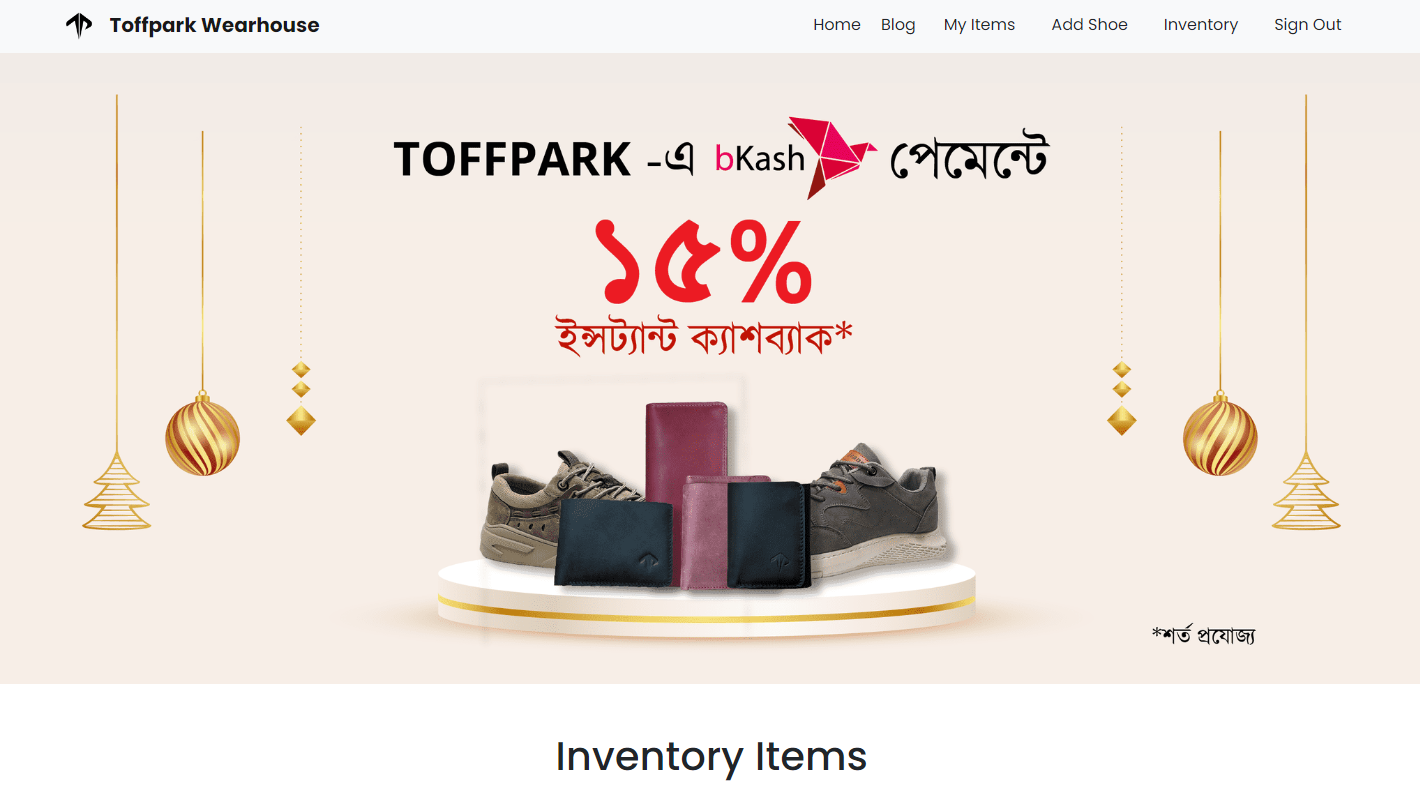 Toffpark Wearhouse
Home Blog My Items Add Shoe Inventory Sign Out
TOFFPARK -এ bKash পেমেন্টে
১৫%
ইন্সট্যান্ট ক্যাশব্যাক*
*শর্ত প্রযোজ্য
Inventory Items